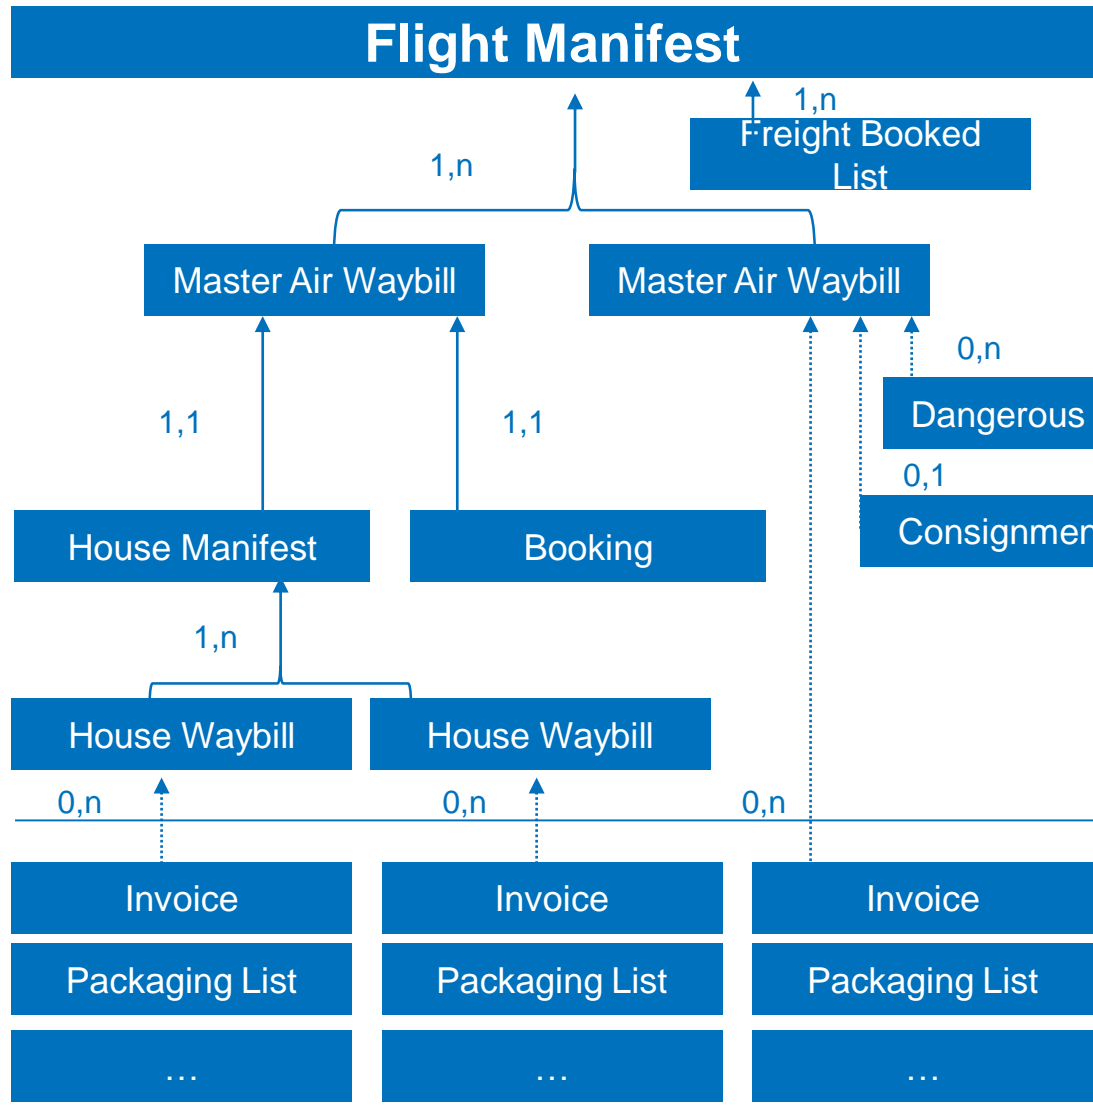 Flight Manifest
1,n
Freight Booked
List
1,n
Master Air Waybill
Master Air Waybill
0,n
Dangerous
1,1
1,1
0,1
Consignmen
House Manifest
Booking
1,n
House Waybill
House Waybill
0,n
0,n
0,n
Invoice
Invoice
Invoice
Packaging List
Packaging List
Packaging List
…
…
…